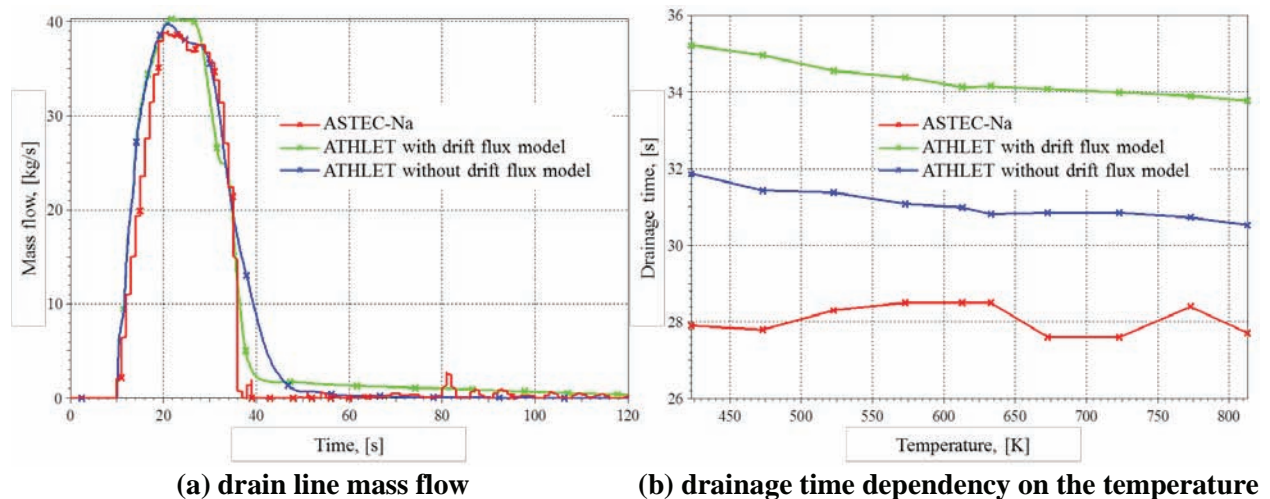 40
30
20
10
0
0
20
40
60
80
100
120
Mass flow, [kg/s]
ASTEC-Na
ATHLET with drift flux model
ATHLET without drift flux model
Time, [s]
(a) drain line mass flow
36
34
32
30
28
26
450
500
550
600
650
700
750
800
Drainage time, [s]
ASTEC-Na
ATHLET with drift flux model
ATHLET without drift flux model
Temperature, [K]
(b) drainage time dependency on the temperature